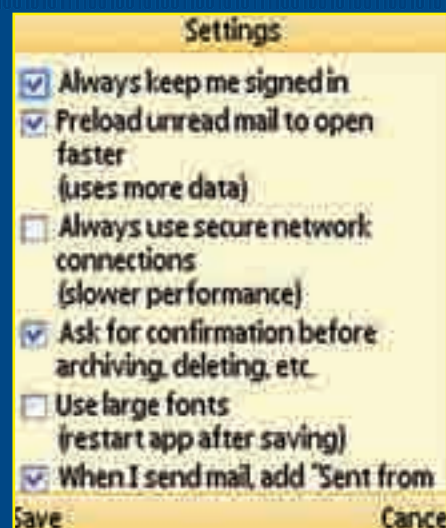 Settings
Always keep me signed in
Preload unread mail to open
faster
(uses more data)
Always use secure network
connections
(slower performance)
Ask for confirmation before
archiving, deleting, etc.
Use large fonts
(restart app after saving)
When I send mail, add "Sent from
Save Cance